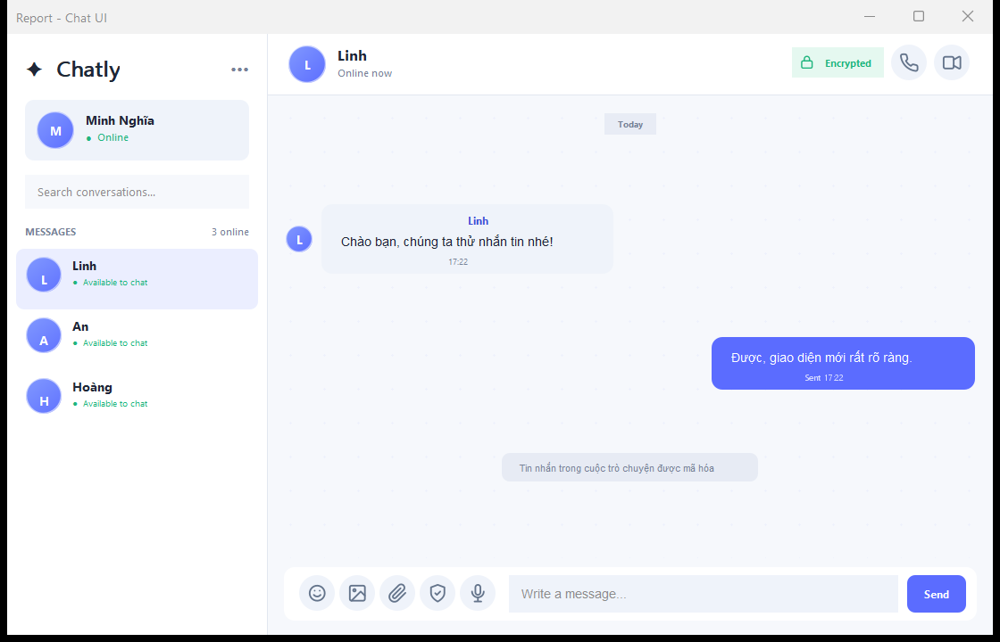 Report - Chat UI
Chatly
M
Minh Nghĩa
Online
Search conversations...
MESSAGES
3 online
L
Linh
Available to chat
A
An
Available to chat
H
Hoàng
Available to chat
L
Linh
Online now
Encrypted
Today
L
Linh
Chào bạn, chúng ta thử nhắn tin nhé!
17:22
Được, giao diện mới rất rõ ràng.
Sent 17:22
Tin nhắn trong cuộc trò chuyện được mã hóa
Write a message...
Send